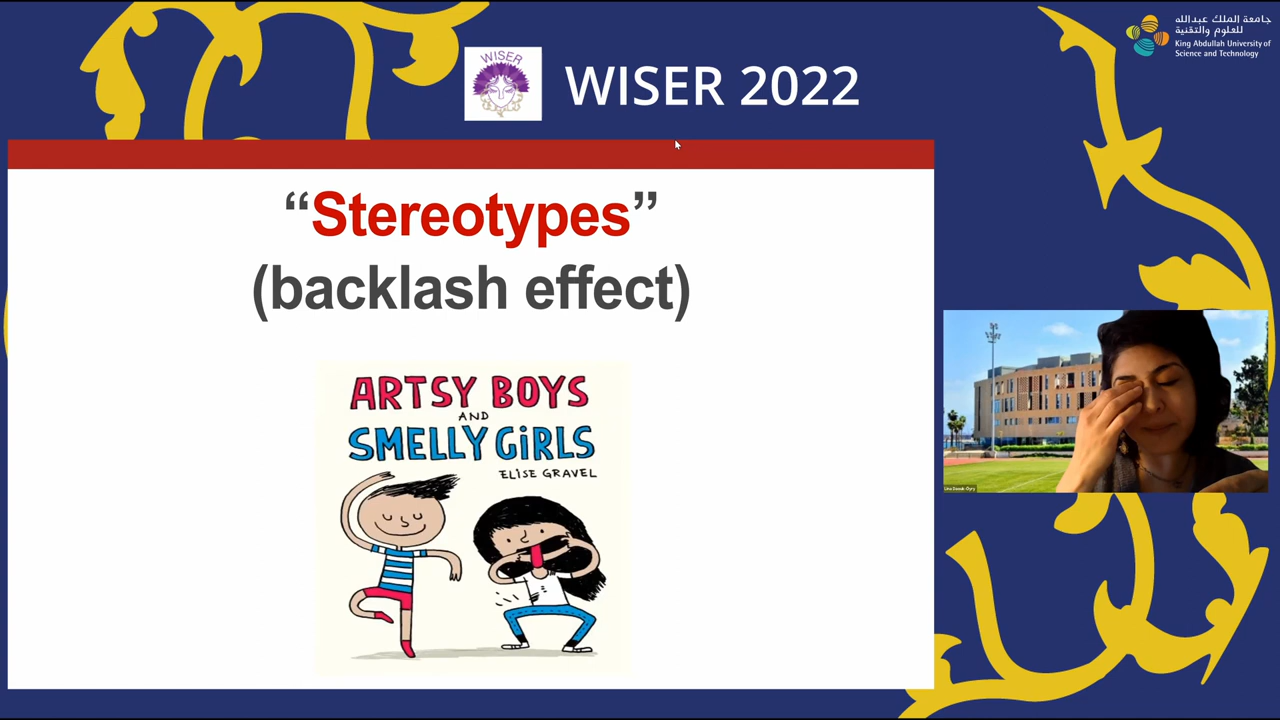 جامعة الملك عبدالله
للعلوم والتقنية
King Abdullah University of
Science and Technology
WISER
WISER 2022
“Stereotypes”
(backlash effect)
ARTSY BOYS
AND
SMELLY GiRLS
ELISE GRAVEL